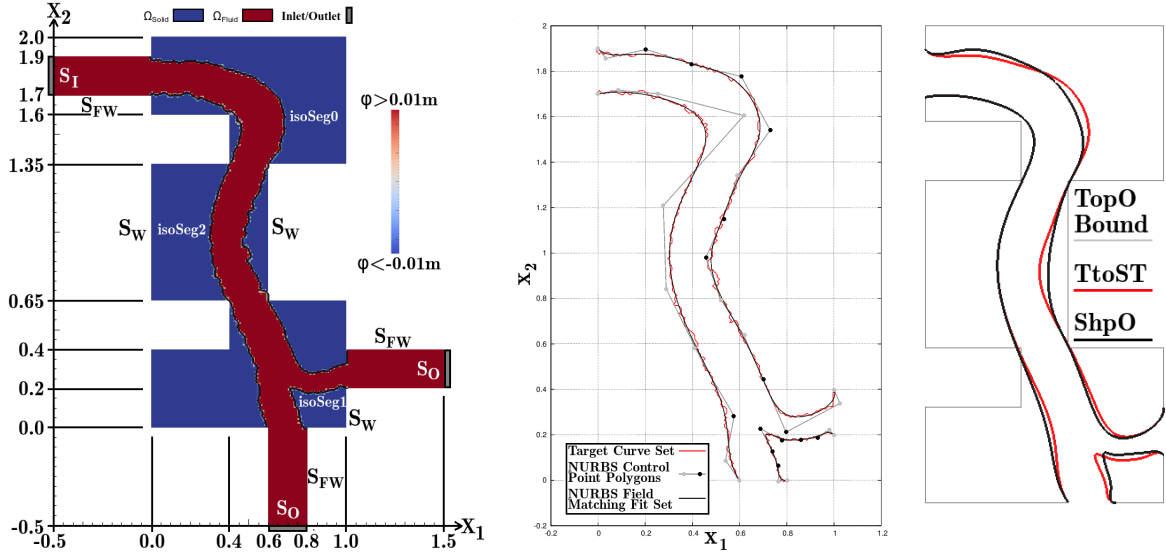 X2
ΩSolid ΩFluid Inlet/Outlet
2.0
1.9
SI
1.7
SFW
1.6
isoSeg0
φ>0.01m
1.35
SW isoSeg2 SW
φ<-0.01m
0.65
SFW
0.4
SO
0.2
isoSeg1
SW
0.0
SFW
SO
-0.5
X1
-0.5 0.0 0.4 0.6 0.8 1.0 1.5
2
1.8
1.6
1.4
1.2
1
0.8
0.6
0.4
0.2
0
-0.2
x2
Target Curve Set
NURBS Control
Point Polygons
NURBS Field
Matching Fit Set
-0.2 0 0.2 0.4 0.6 0.8 1 1.2
x1
TopO
Bound
TtoST
ShpO